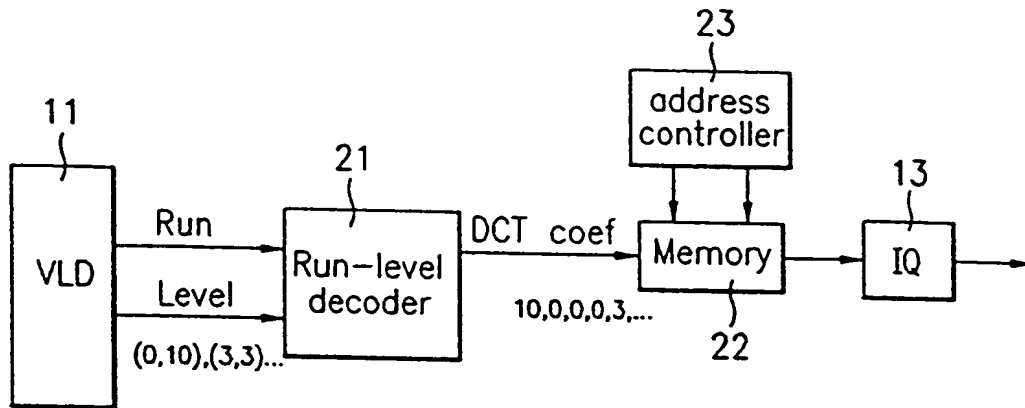 23
address
controller
11
VLD
Run
Level
(0,10),(3,3)...
21
Run-level
decoder
DCT coef
10,0,0,0,3,...
Memory
22
13
IQ